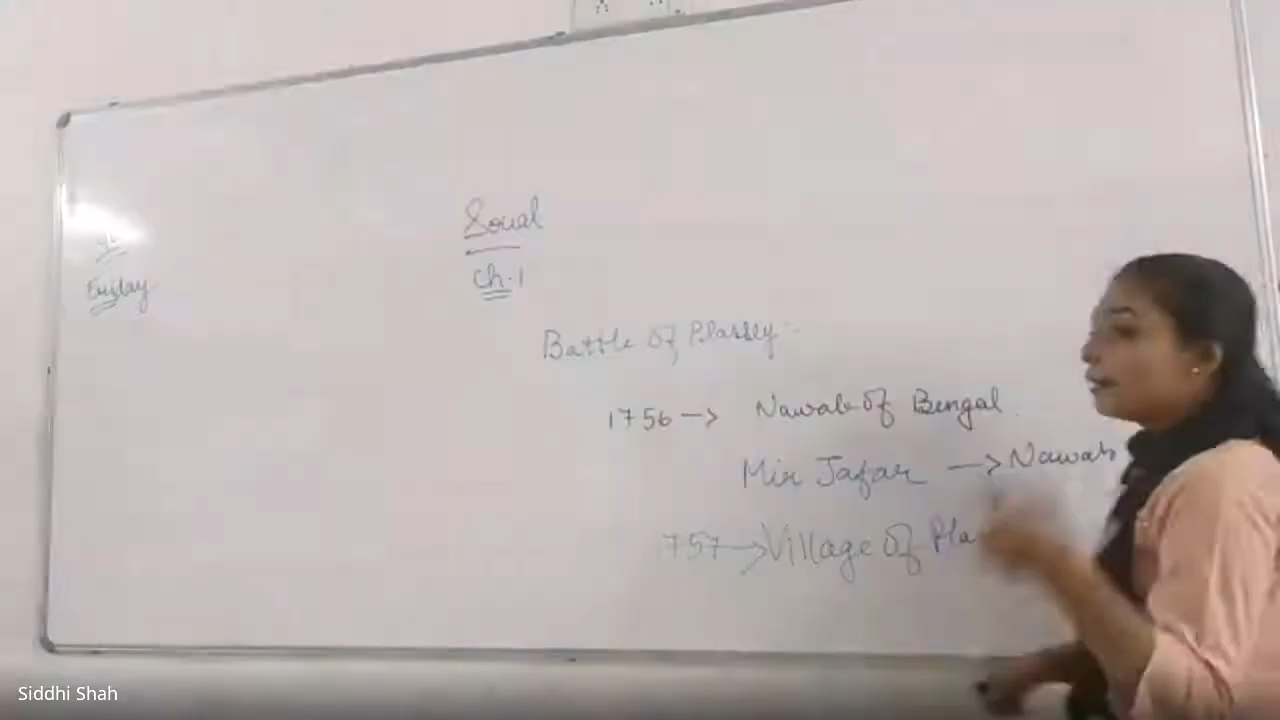 Social
Ch.1
Battle of Plassey:-
1756 -> Nawab of Bengal.
Mir Jafar -> Nawab
757 -> Village of Pla
Siddhi Shah